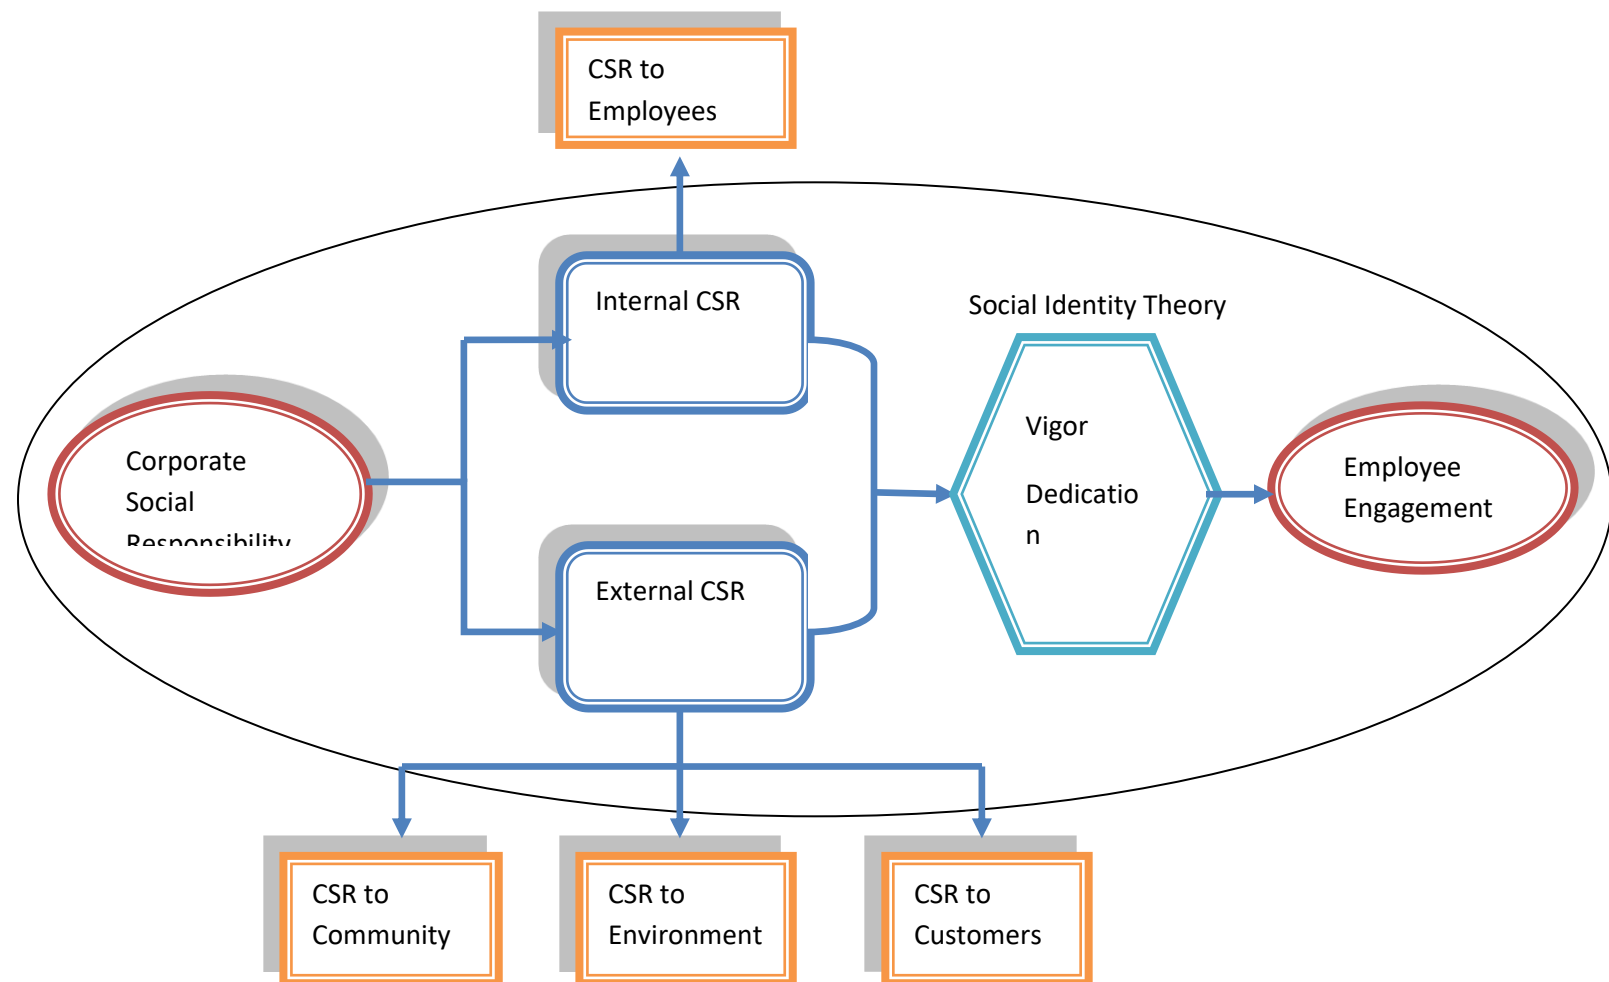 CSR to
Employees
Internal CSR
Social Identity Theory
Corporate
Social
Responsibility
Vigor
Dedicatio
n
Employee
Engagement
External CSR
CSR to
Community
CSR to
Environment
CSR to
Customers